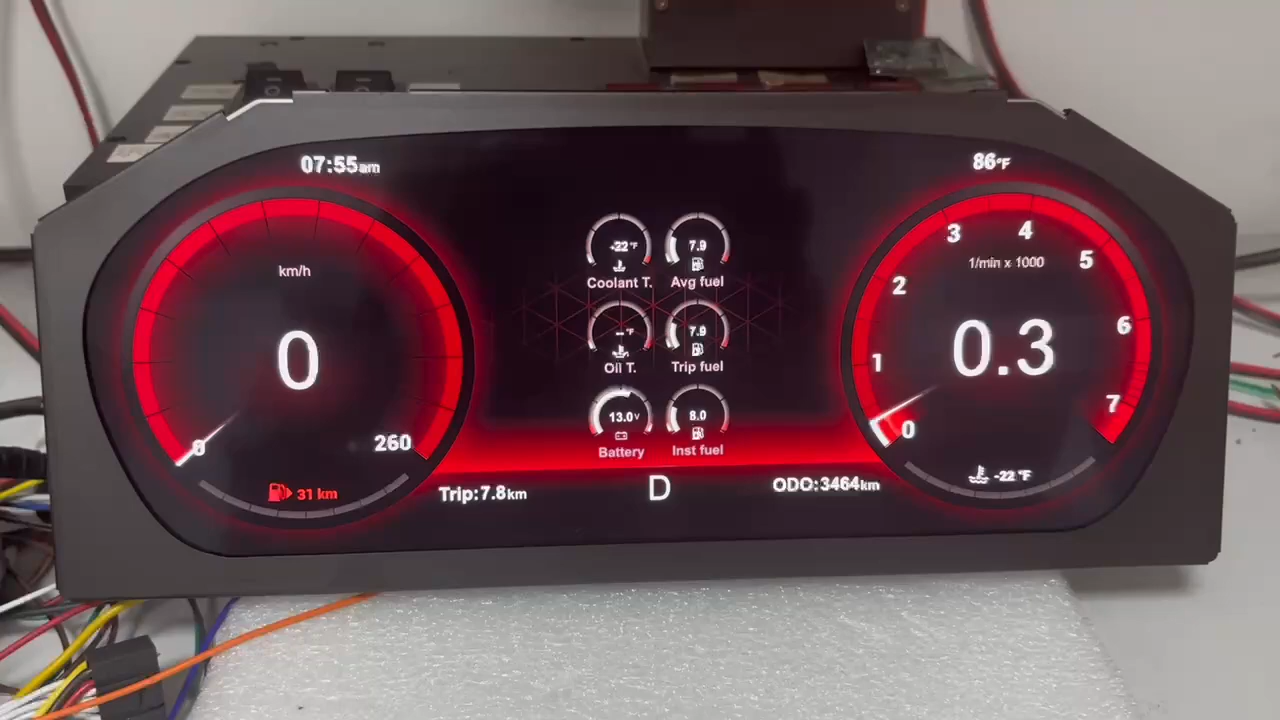 07:55am
86°F
km/h
0
0
260
31 km
-22 °F
7.9
Coolant T.
Avg fuel
-- °F
7.9
Oil T.
Trip fuel
13.0v
8.0
Battery
Inst fuel
Trip:7.8km
D
ODO:3464km
1/min x 1000
0.3
0
1
2
3
4
5
6
7
-22 °F